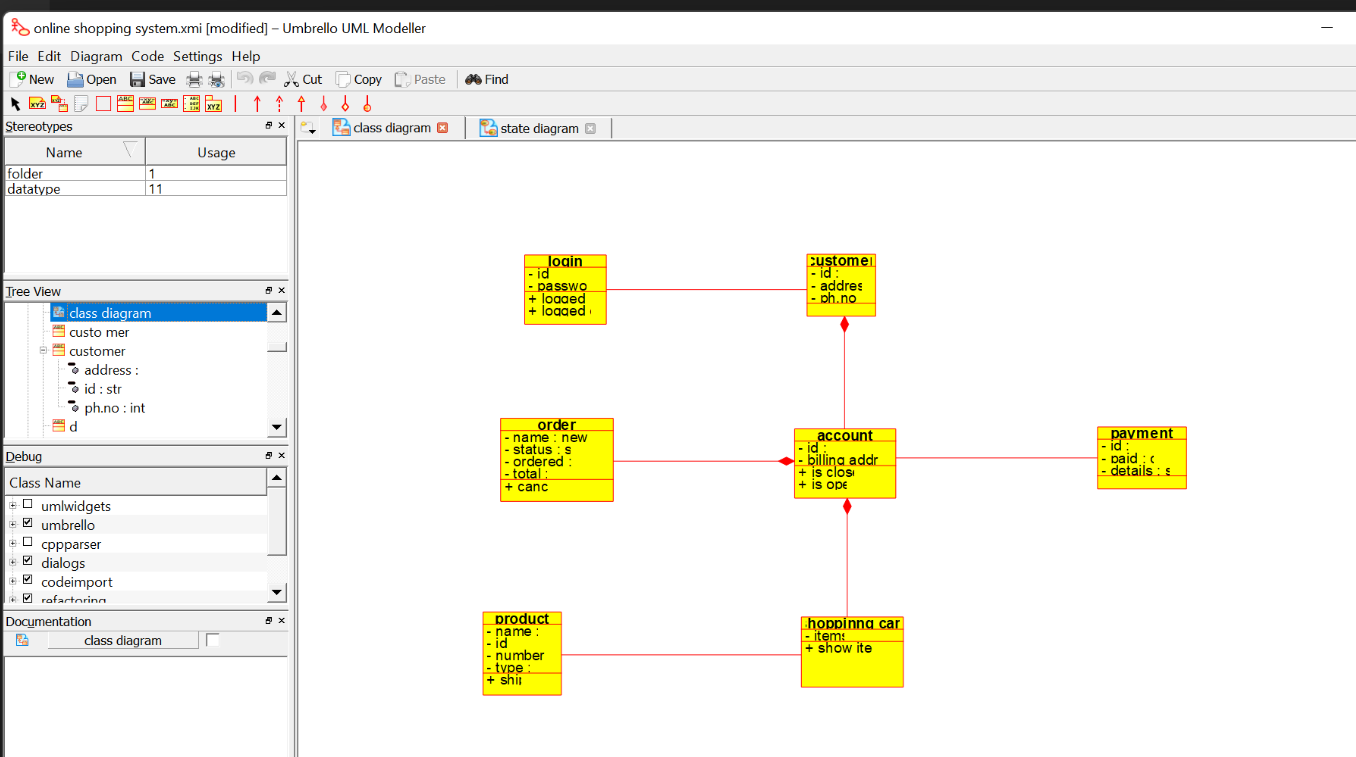 online shopping system.xmi [modified] – Umbrello UML Modeller
File Edit Diagram Code Settings Help
New Open Save Cut Copy Paste Find
Stereotypes
class diagram
state diagram
Name Usage
folder 1
datatype 11
Tree View
class diagram
custo mer
customer
address :
id : str
ph.no : int
d
Debug
Class Name
umlwidgets
umbrello
cppparser
dialogs
codeimport
refactoring
Documentation
class diagram
login
- id
- passwo
+ logged
+ logged
customer
- id :
- addres
- ph.no
order
- name : new
- status : s
- ordered :
- total :
+ canc
account
- id :
- billing addr
+ is close
+ is ope
payment
- id :
- paid :
- details : s
product
- name :
- id
- number
- type :
+ ship
hoppinng car
- items
+ show ite